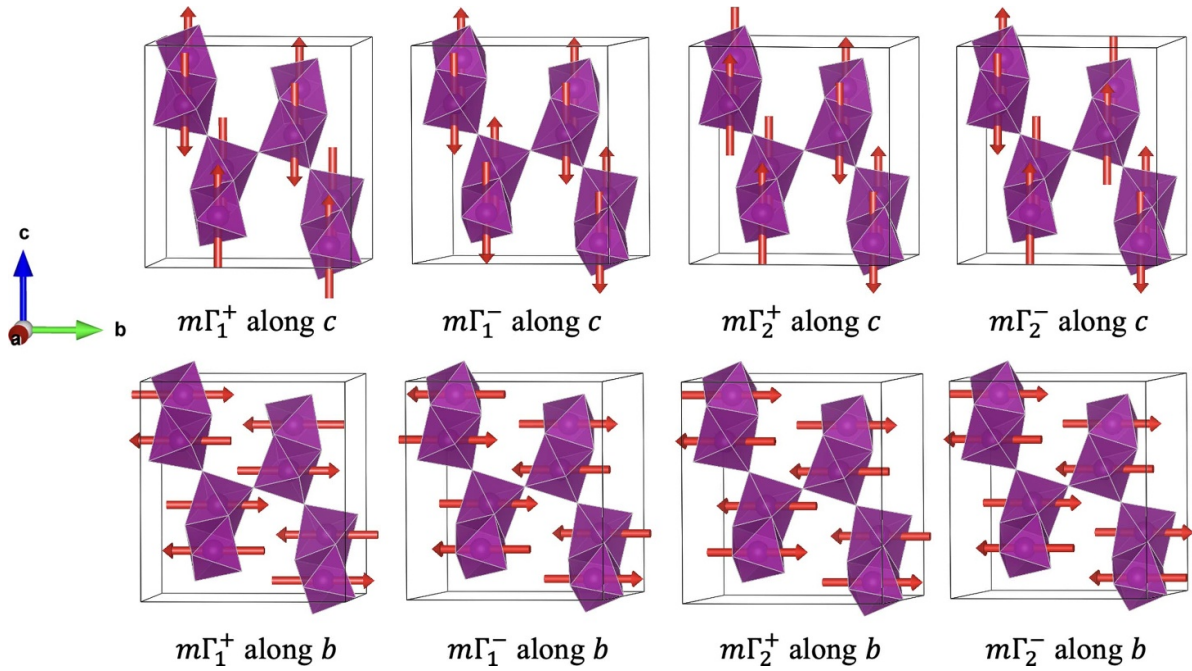 c
a
b
mΓ₁⁺ along c
mΓ₁⁻ along c
mΓ₂⁺ along c
mΓ₂⁻ along c
mΓ₁⁺ along b
mΓ₁⁻ along b
mΓ₂⁺ along b
mΓ₂⁻ along b